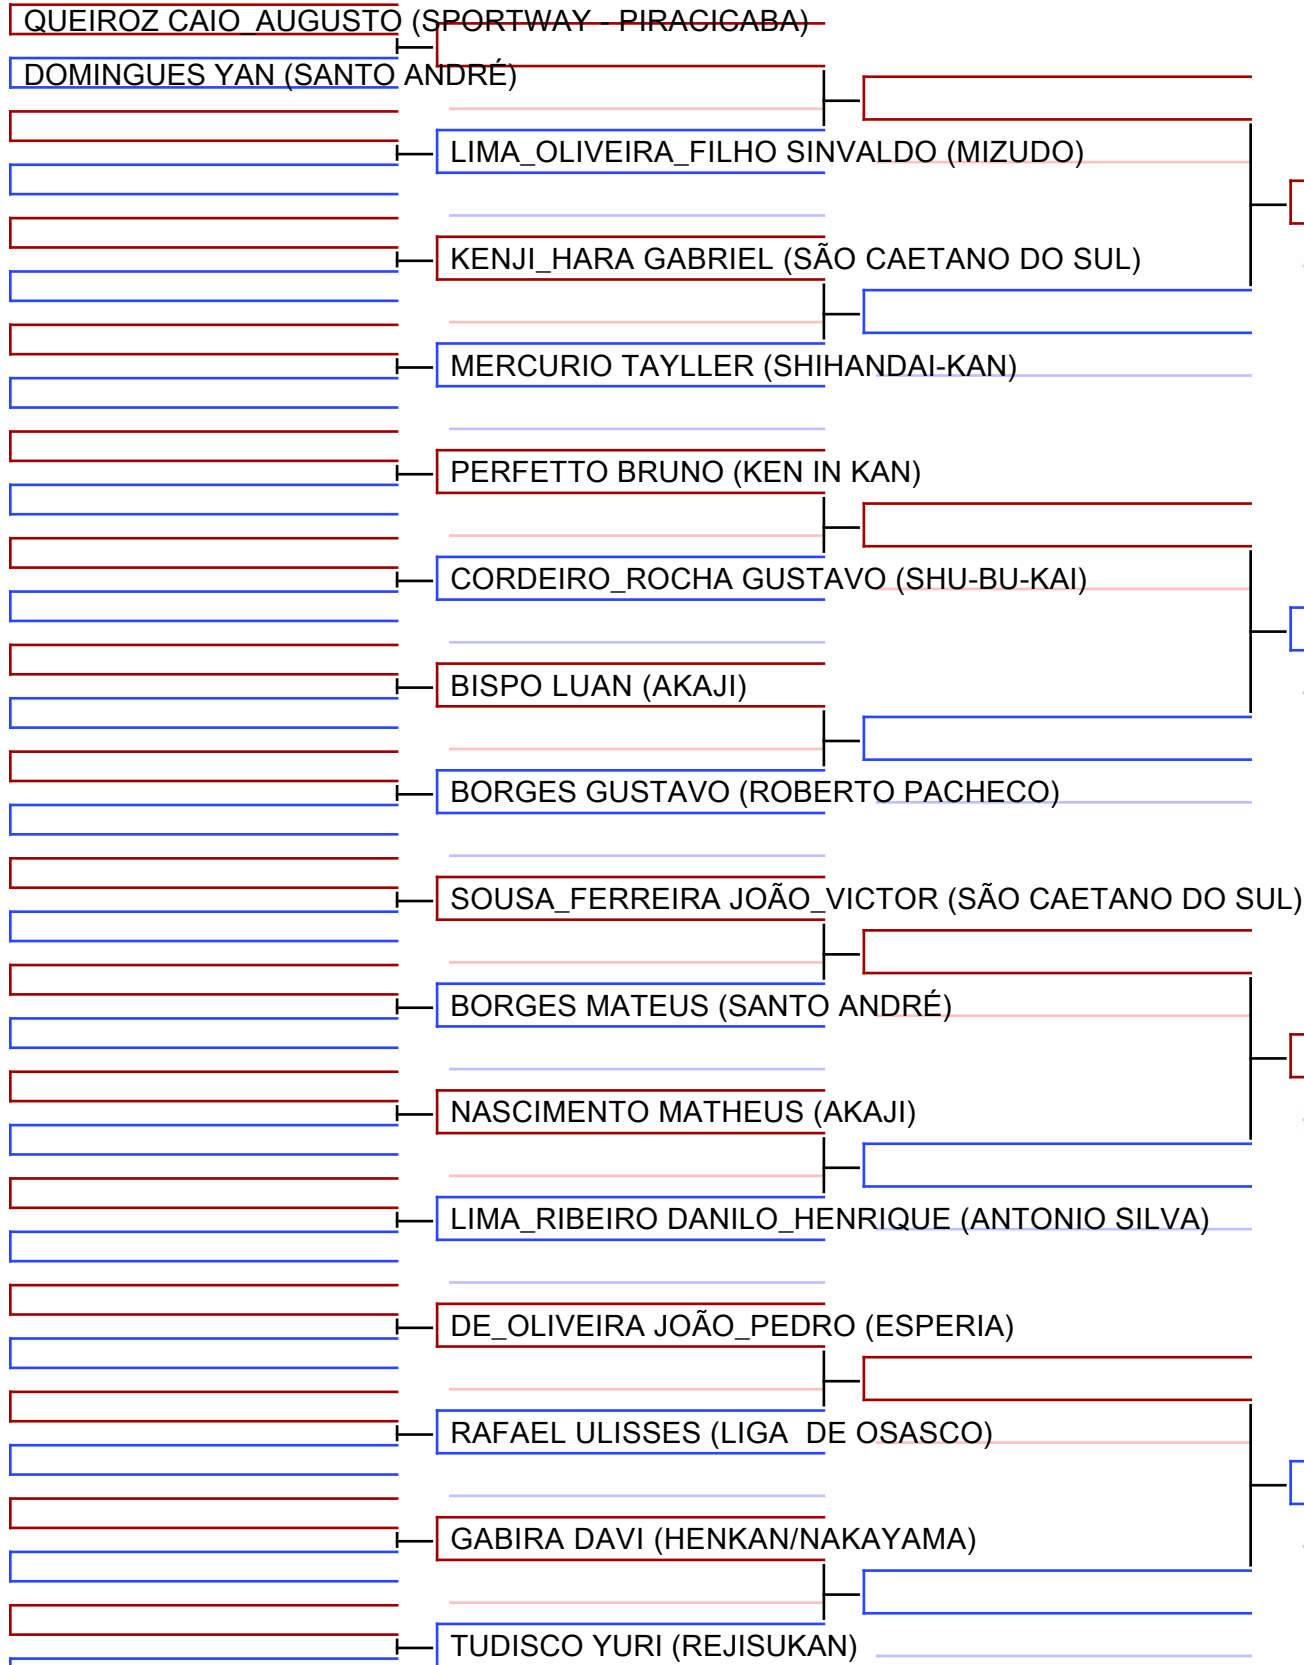 QUEIROZ CAIO_AUGUSTO (SPORTWAY - PIRACICABA)
DOMINGUES YAN (SANTO ANDRÉ)
LIMA_OLIVEIRA_FILHO SINVALDO (MIZUDO)
KENJI_HARA GABRIEL (SÃO CAETANO DO SUL)
MERCURIO TAYLLER (SHIHANDAI-KAN)
PERFETTO BRUNO (KEN IN KAN)
CORDEIRO_ROCHA GUSTAVO (SHU-BU-KAI)
BISPO LUAN (AKAJI)
BORGES GUSTAVO (ROBERTO PACHECO)
SOUSA_FERREIRA JOÃO_VICTOR (SÃO CAETANO DO SUL)
BORGES MATEUS (SANTO ANDRÉ)
NASCIMENTO MATHEUS (AKAJI)
LIMA_RIBEIRO DANILO_HENRIQUE (ANTONIO SILVA)
DE_OLIVEIRA JOÃO_PEDRO (ESPERIA)
RAFAEL ULISSES (LIGA  DE OSASCO)
GABIRA DAVI (HENKAN/NAKAYAMA)
TUDISCO YURI (REJISUKAN)